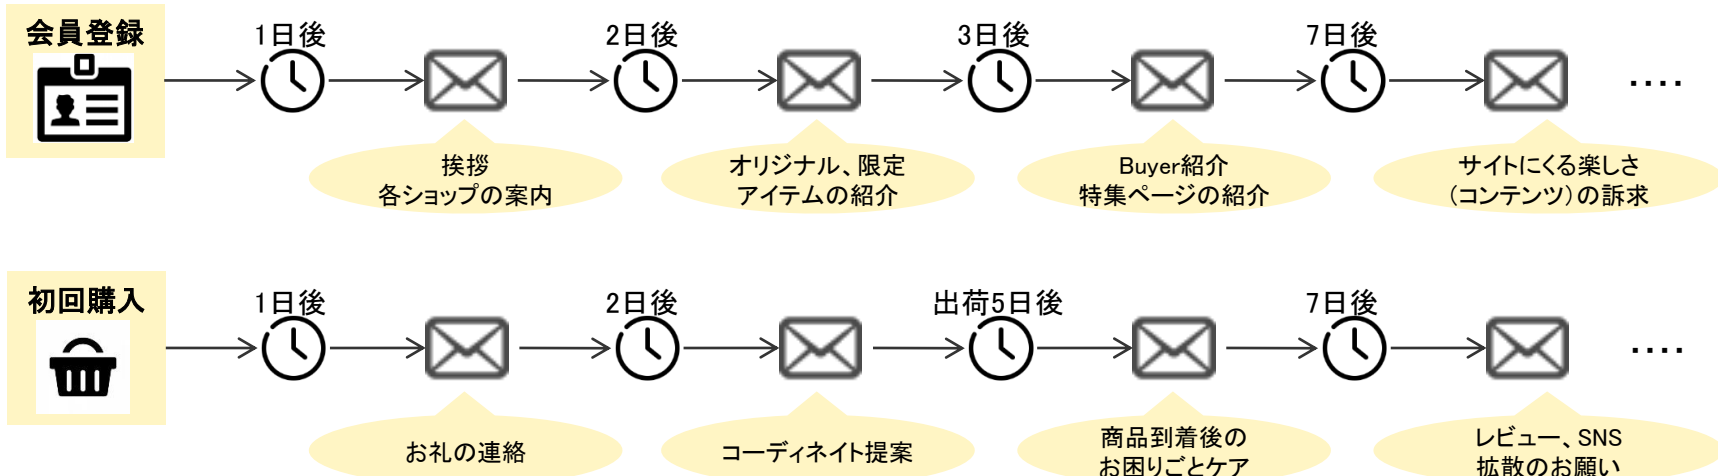 会員登録
1日後
2日後
3日後
7日後
....
挨拶
各ショップの案内
オリジナル、限定
アイテムの紹介
Buyer紹介
特集ページの紹介
サイトにくる楽しさ
（コンテンツ）の訴求
初回購入
1日後
2日後
出荷5日後
7日後
....
お礼の連絡
コーディネイト提案
商品到着後の
お困りごとケア
レビュー、SNS
拡散のお願い